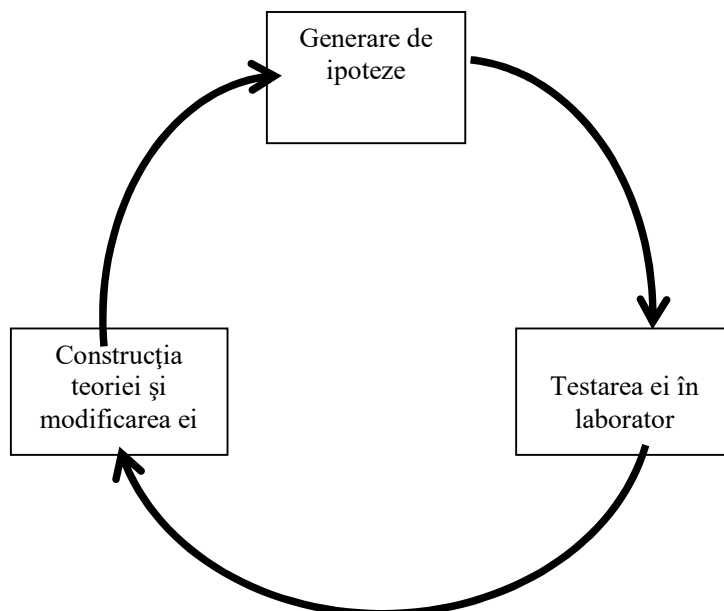 Generare de
ipoteze
Construcţia
teoriei şi
modificarea ei
Testarea ei în
laborator